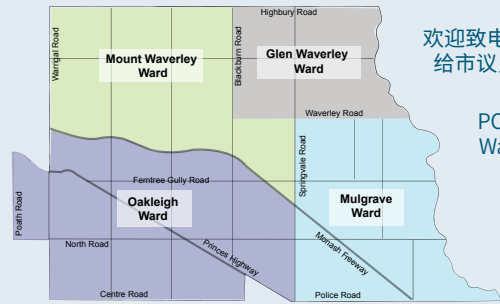 Highbury Road
Warrigal Road
Mount Waverley
Ward
Blackburn Road
Glen Waverley
Ward
Waverley Road
Springvale Road
Ferntree Gully Road
Oakleigh
Ward
Mulgrave
Ward
Poath Road
North Road
Princes Highway
Monash Freeway
Centre Road
Police Road
欢迎致电
给市议
PO
Wa